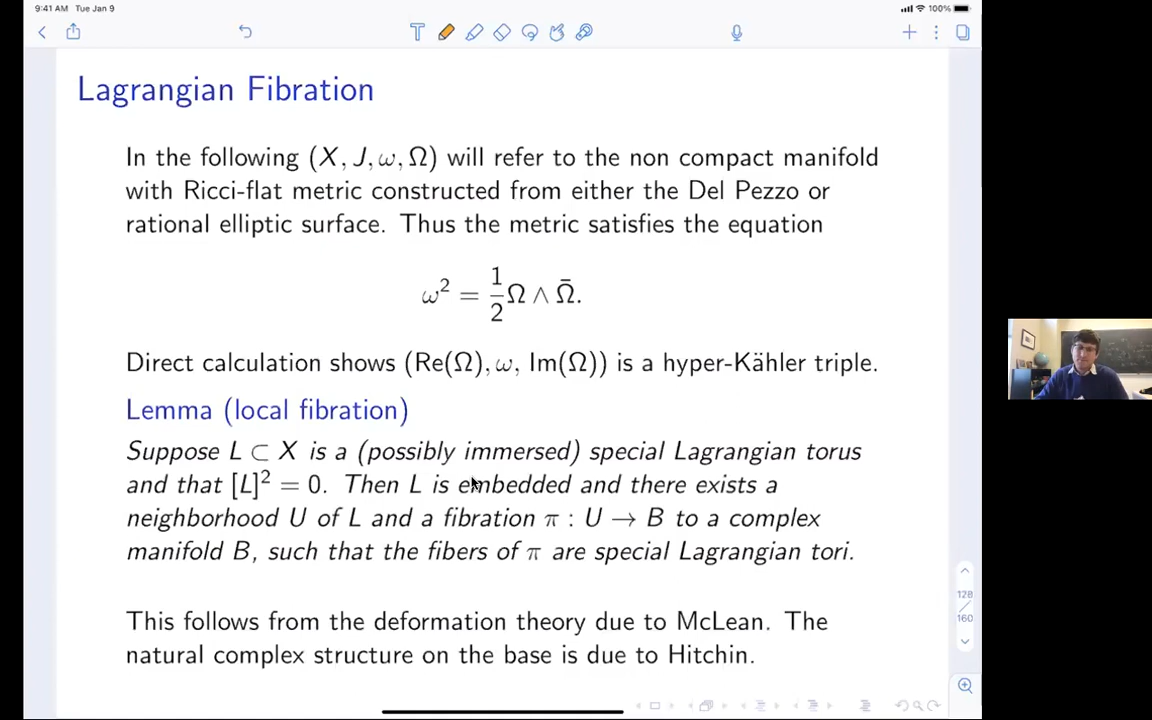 9:41 AM Tue Jan 9
100%
Lagrangian Fibration
In the following (X, J, ω, Ω) will refer to the non compact manifold
with Ricci-flat metric constructed from either the Del Pezzo or
rational elliptic surface. Thus the metric satisfies the equation
ω² = 1/2 Ω ∧ Ω̄.
Direct calculation shows (Re(Ω), ω, Im(Ω)) is a hyper-Kähler triple.
Lemma (local fibration)
Suppose L ⊂ X is a (possibly immersed) special Lagrangian torus
and that [L]² = 0. Then L is embedded and there exists a
neighborhood U of L and a fibration π : U → B to a complex
manifold B, such that the fibers of π are special Lagrangian tori.
This follows from the deformation theory due to McLean. The
natural complex structure on the base is due to Hitchin.
128
/
160